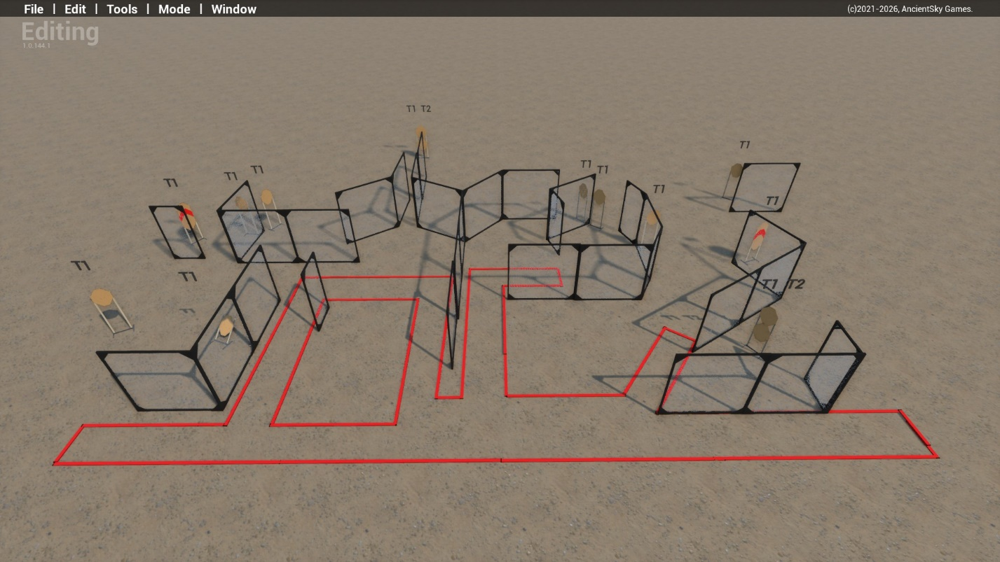 File | Edit | Tools | Mode | Window
(c)2021-2026, AncientSky Games.
Editing
1.0.144.1
T1 T2
T1
T1
T1 T1
T1 T1
T1
T1
T1
T1
T1
T1 T2